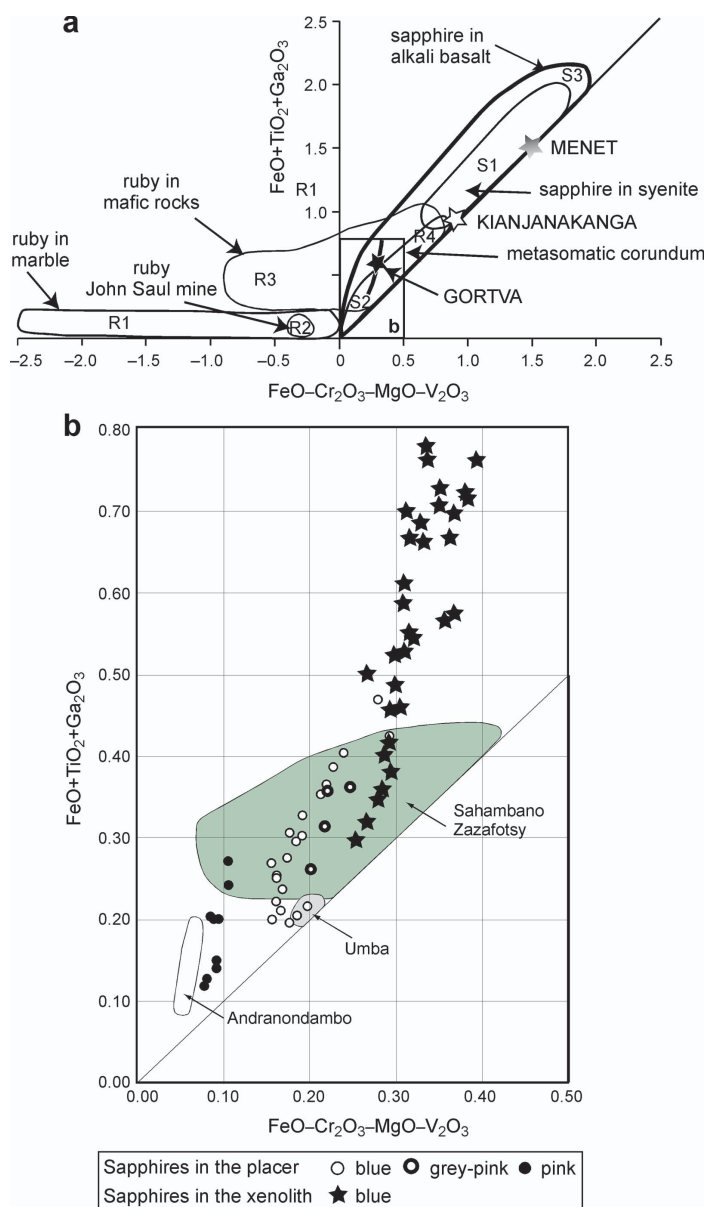 a
FeO+TiO₂+Ga₂O₃
2.5
2.0
1.5
1.0
sapphire in
alkali basalt
S3
S1
MENET
sapphire in syenite
KIANJANAKANGA
R4
metasomatic corundum
GORTVA
S2
b
R1
ruby in
mafic rocks
R3
ruby in
marble
ruby
John Saul mine
R1
R2
–2.5 –2.0 –1.5 –1.0 –0.5 0 0.5 1.0 1.5 2.0 2.5
FeO–Cr₂O₃–MgO–V₂O₃
b
FeO+TiO₂+Ga₂O₃
0.80
0.70
0.60
0.50
0.40
0.30
0.20
0.10
0.00
Sahambano
Zazafotsy
Umba
Andranondambo
0.00 0.10 0.20 0.30 0.40 0.50
FeO–Cr₂O₃–MgO–V₂O₃
Sapphires in the placer blue grey-pink pink
Sapphires in the xenolith blue